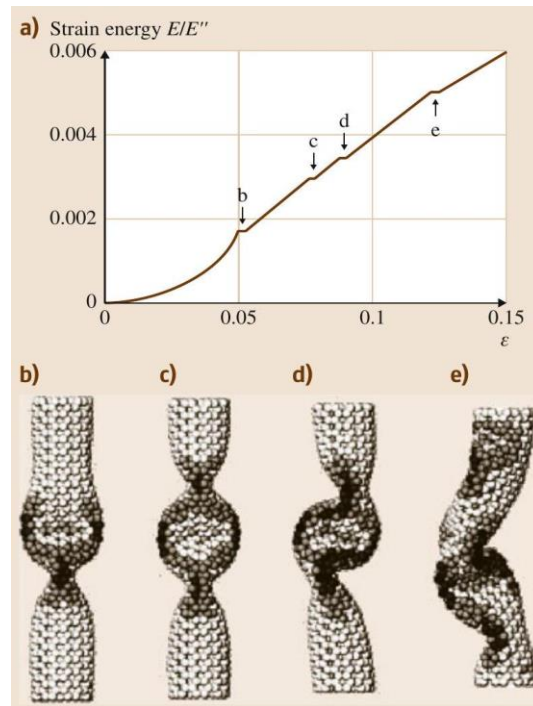 a) Strain energy E/E''
0.006
0.004
0.002
0
b
c
d
e
0 0.05 0.1 0.15
ε
b) c) d) e)